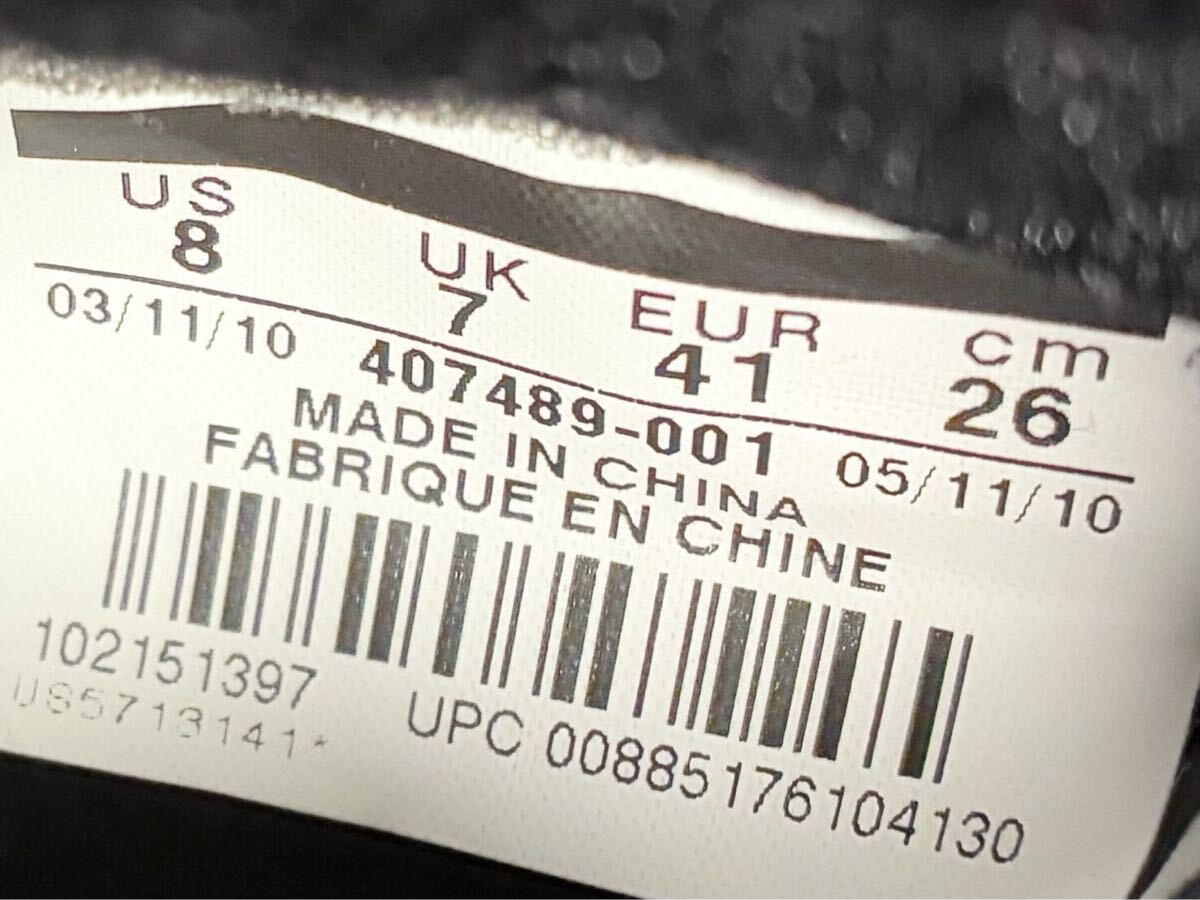 US UK EUR cm
8 7 41 26
03/11/10 407489-001 05/11/10
MADE IN CHINA
FABRIQUE EN CHINE
102151397 UPC 00885176104130
US5713141*